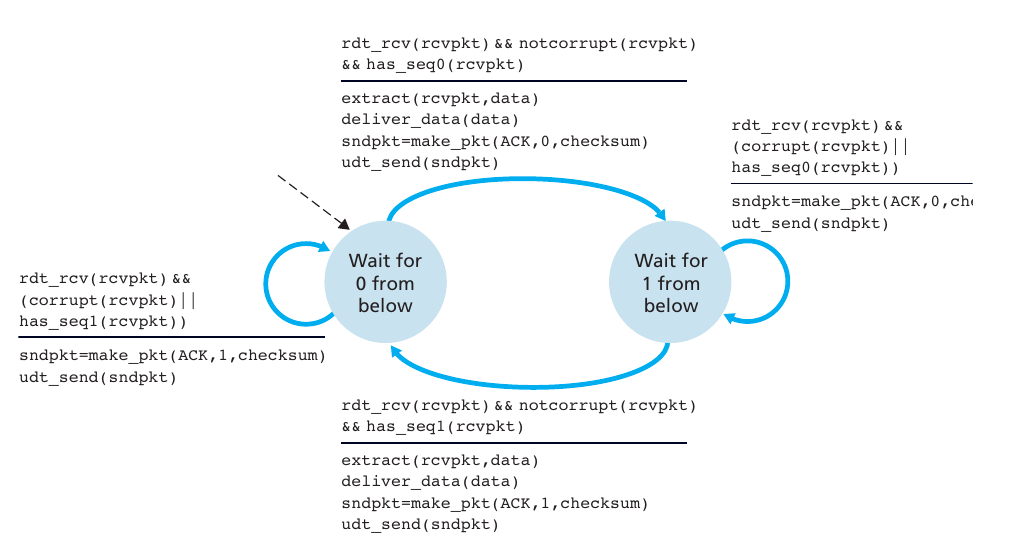 rdt_rcv(rcvpkt) && notcorrupt(rcvpkt)
&& has_seq0(rcvpkt)
extract(rcvpkt,data)
deliver_data(data)
sndpkt=make_pkt(ACK,0,checksum)
udt_send(sndpkt)
rdt_rcv(rcvpkt) &&
(corrupt(rcvpkt)||
has_seq0(rcvpkt))
sndpkt=make_pkt(ACK,0,che
udt_send(sndpkt)
Wait for
0 from
below
Wait for
1 from
below
rdt_rcv(rcvpkt) &&
(corrupt(rcvpkt)||
has_seq1(rcvpkt))
sndpkt=make_pkt(ACK,1,checksum)
udt_send(sndpkt)
rdt_rcv(rcvpkt) && notcorrupt(rcvpkt)
&& has_seq1(rcvpkt)
extract(rcvpkt,data)
deliver_data(data)
sndpkt=make_pkt(ACK,1,checksum)
udt_send(sndpkt)